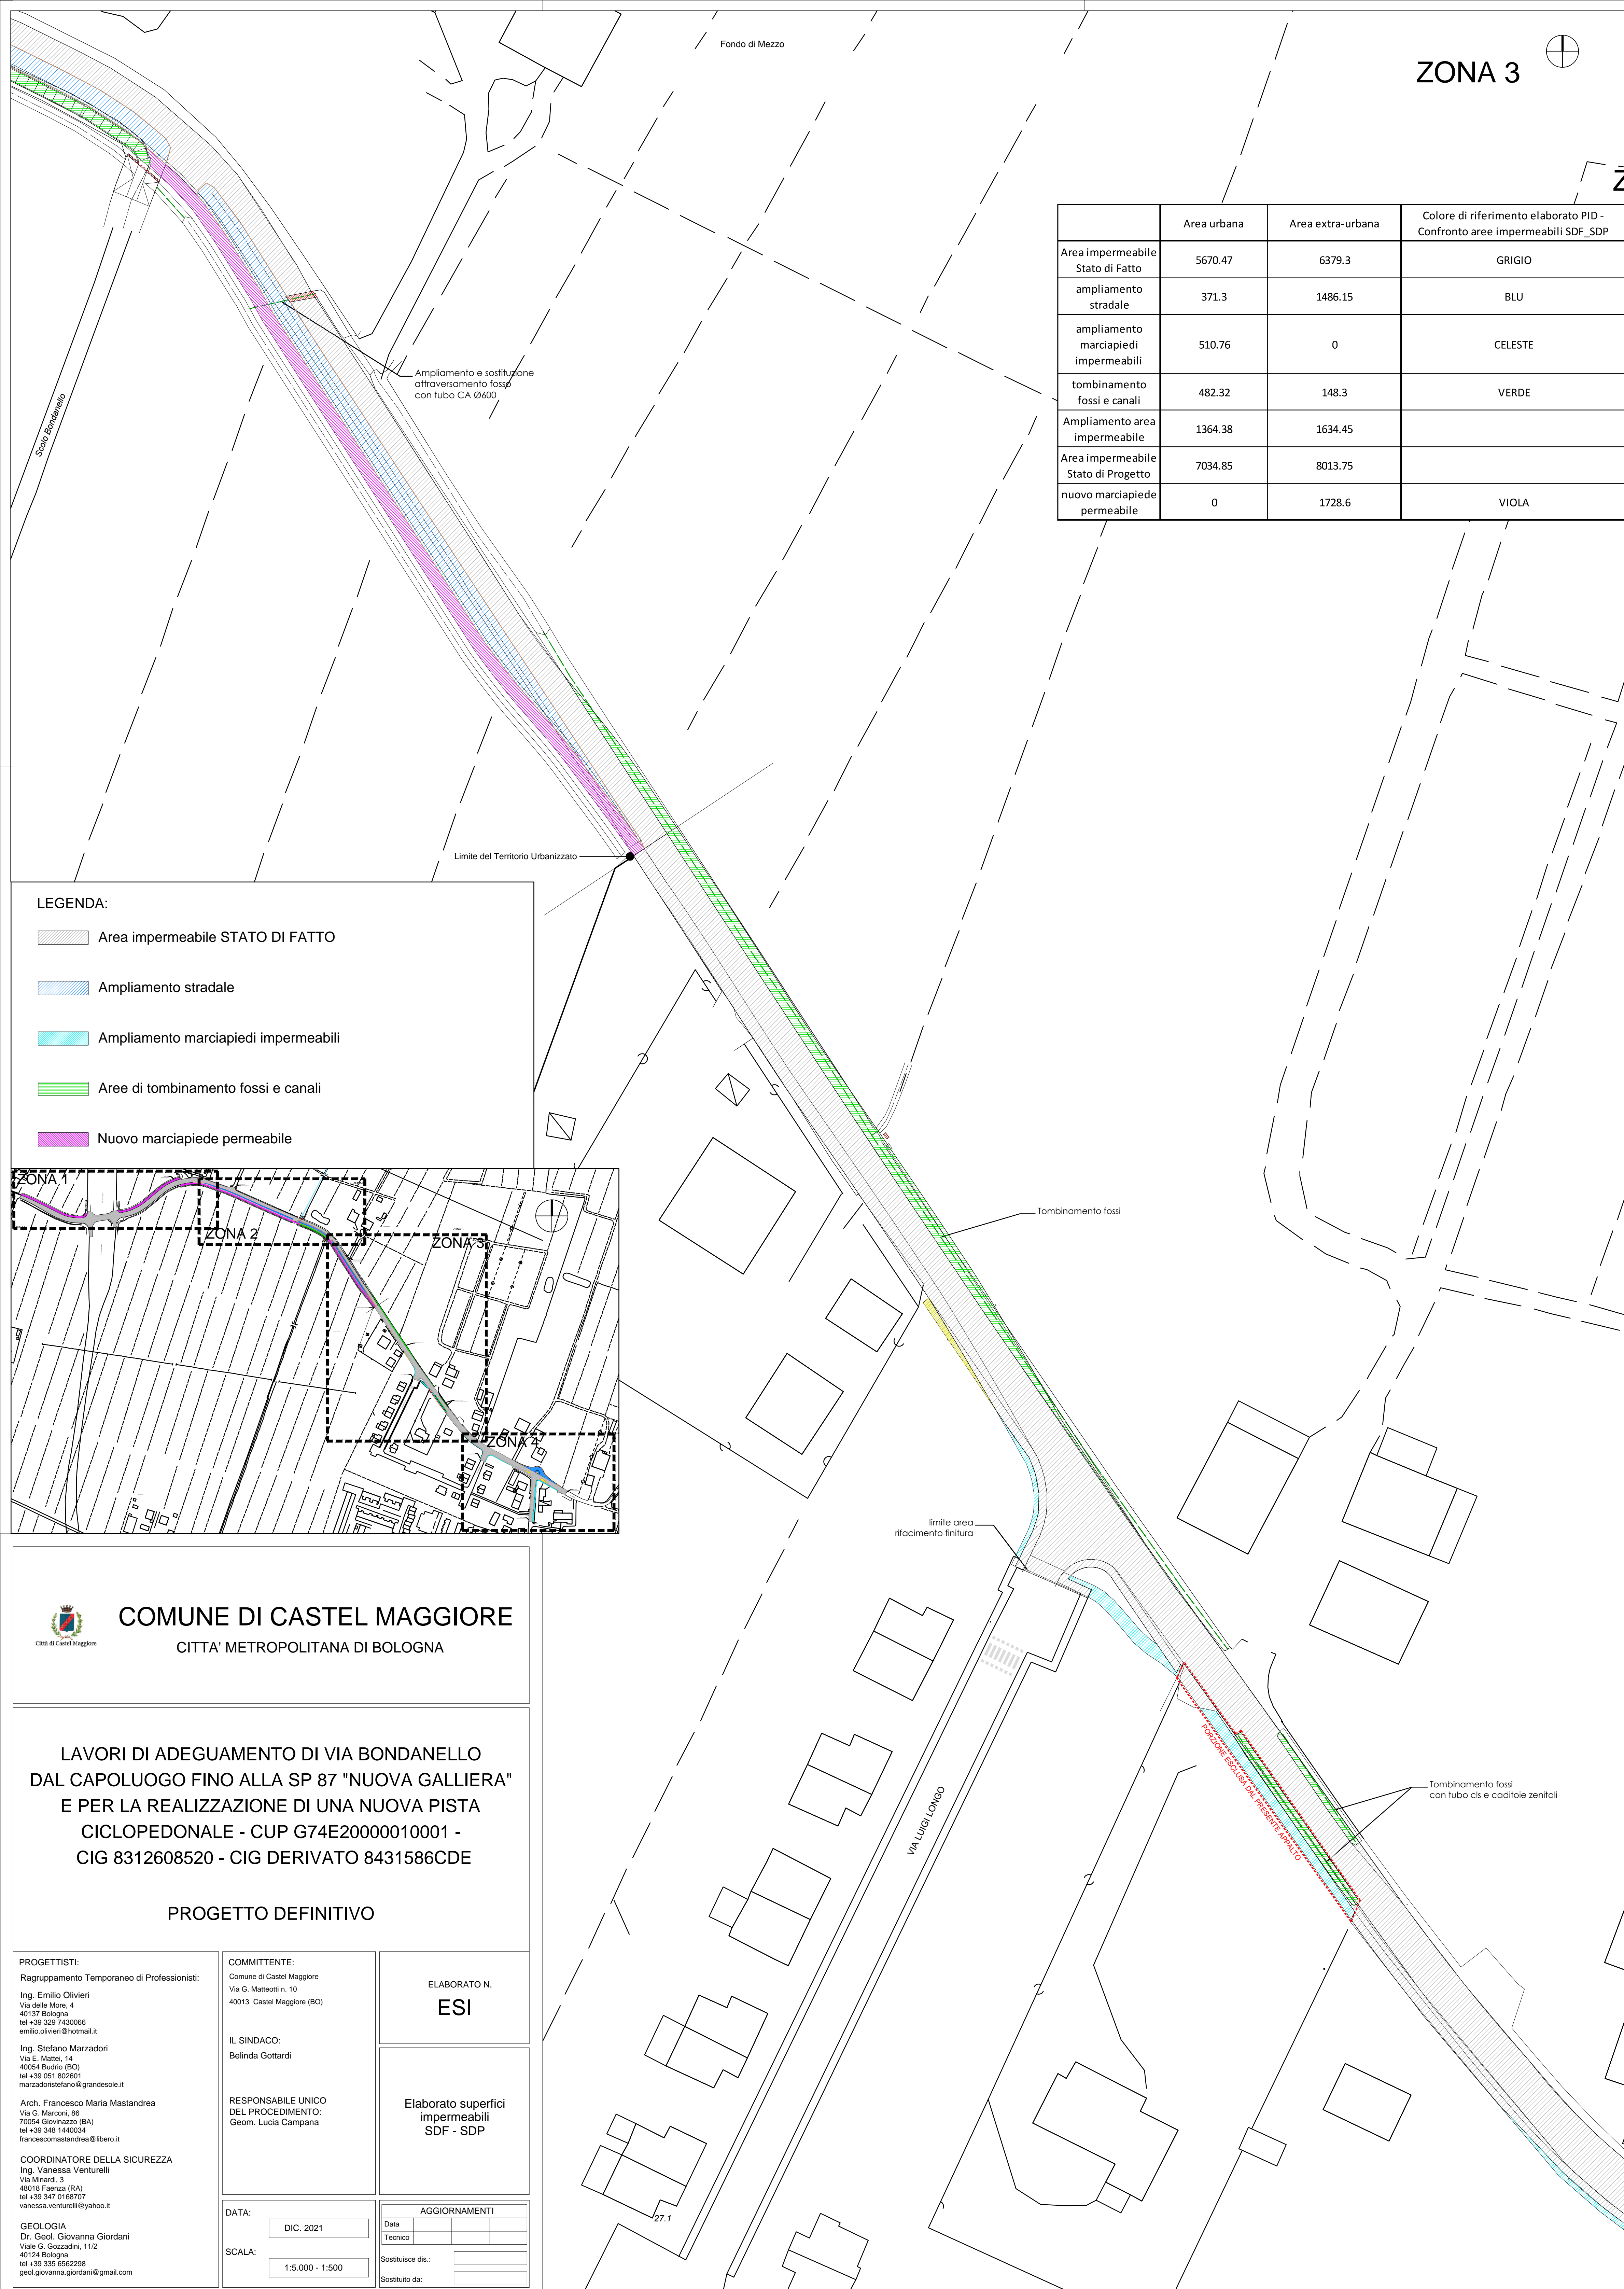 Fondo di Mezzo
ZONA 3
Area urbana
Area extra-urbana
Colore di riferimento elaborato PID -
Confronto aree impermeabili SDF_SDP
Area impermeabile
Stato di Fatto
5670.47
6379.3
GRIGIO
ampliamento
stradale
371.3
1486.15
BLU
ampliamento
marciapiedi
impermeabili
510.76
0
CELESTE
tombinamento
fossi e canali
482.32
148.3
VERDE
Ampliamento area
impermeabile
1364.38
1634.45
Area impermeabile
Stato di Progetto
7034.85
8013.75
nuovo marciapiede
permeabile
0
1728.6
VIOLA
Ampliamento e sostituzione
attraversamento fosso
con tubo CA Ø600
Scolo Bondanello
Limite del Territorio Urbanizzato
LEGENDA:
Area impermeabile STATO DI FATTO
Ampliamento stradale
Ampliamento marciapiedi impermeabili
Aree di tombinamento fossi e canali
Nuovo marciapiede permeabile
ZONA 1
ZONA 2
ZONA 3
ZONA 4
Tombinamento fossi
limite area
rifacimento finitura
PORZIONE ESCLUSA DAL PRESENTE APPALTO
Tombinamento fossi
con tubo cls e caditoie zenitali
VIA LUIGI LONGO
27.1
Città di Castel Maggiore
COMUNE DI CASTEL MAGGIORE
CITTA' METROPOLITANA DI BOLOGNA
LAVORI DI ADEGUAMENTO DI VIA BONDANELLO
DAL CAPOLUOGO FINO ALLA SP 87 "NUOVA GALLIERA"
E PER LA REALIZZAZIONE DI UNA NUOVA PISTA
CICLOPEDONALE - CUP G74E20000010001 -
CIG 8312608520 - CIG DERIVATO 8431586CDE
PROGETTO DEFINITIVO
PROGETTISTI:
Ragruppamento Temporaneo di Professionisti:
Ing. Emilio Olivieri
Via delle More, 4
40137 Bologna
tel +39 329 7430066
emilio.olivieri@hotmail.it
Ing. Stefano Marzadori
Via E. Mattei, 14
40054 Budrio (BO)
tel +39 051 802601
marzadoristefano@grandesole.it
Arch. Francesco Maria Mastandrea
Via G. Marconi, 86
70054 Giovinazzo (BA)
tel +39 348 1440034
francescomastandrea@libero.it
COORDINATORE DELLA SICUREZZA
Ing. Vanessa Venturelli
Via Minardi, 3
48018 Faenza (RA)
tel +39 347 0168707
vanessa.venturelli@yahoo.it
GEOLOGIA
Dr. Geol. Giovanna Giordani
Viale G. Gozzadini, 11/2
40124 Bologna
tel +39 335 6562298
geol.giovanna.giordani@gmail.com
COMMITTENTE:
Comune di Castel Maggiore
Via G. Matteotti n. 10
40013 Castel Maggiore (BO)
IL SINDACO:
Belinda Gottardi
RESPONSABILE UNICO
DEL PROCEDIMENTO:
Geom. Lucia Campana
DATA:
DIC. 2021
SCALA:
1:5.000 - 1:500
ELABORATO N.
ESI
Elaborato superfici
impermeabili
SDF - SDP
AGGIORNAMENTI
Data
Tecnico
Sostituisce dis.:
Sostituito da: